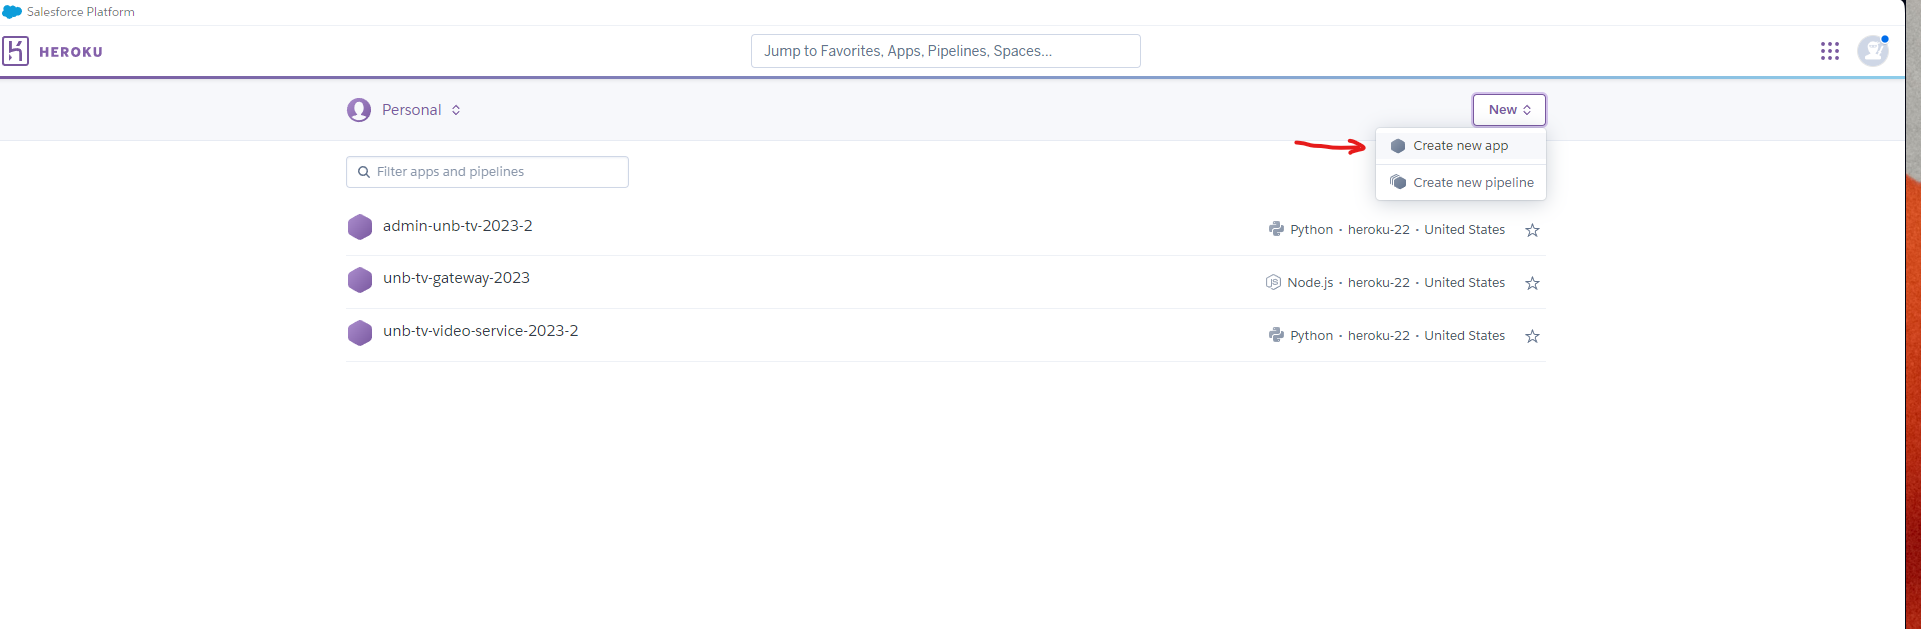 Salesforce Platform
HEROKU
Jump to Favorites, Apps, Pipelines, Spaces...
Personal
New
Create new app
Create new pipeline
Filter apps and pipelines
admin-unb-tv-2023-2
Python · heroku-22 · United States
unb-tv-gateway-2023
Node.js · heroku-22 · United States
unb-tv-video-service-2023-2
Python · heroku-22 · United States